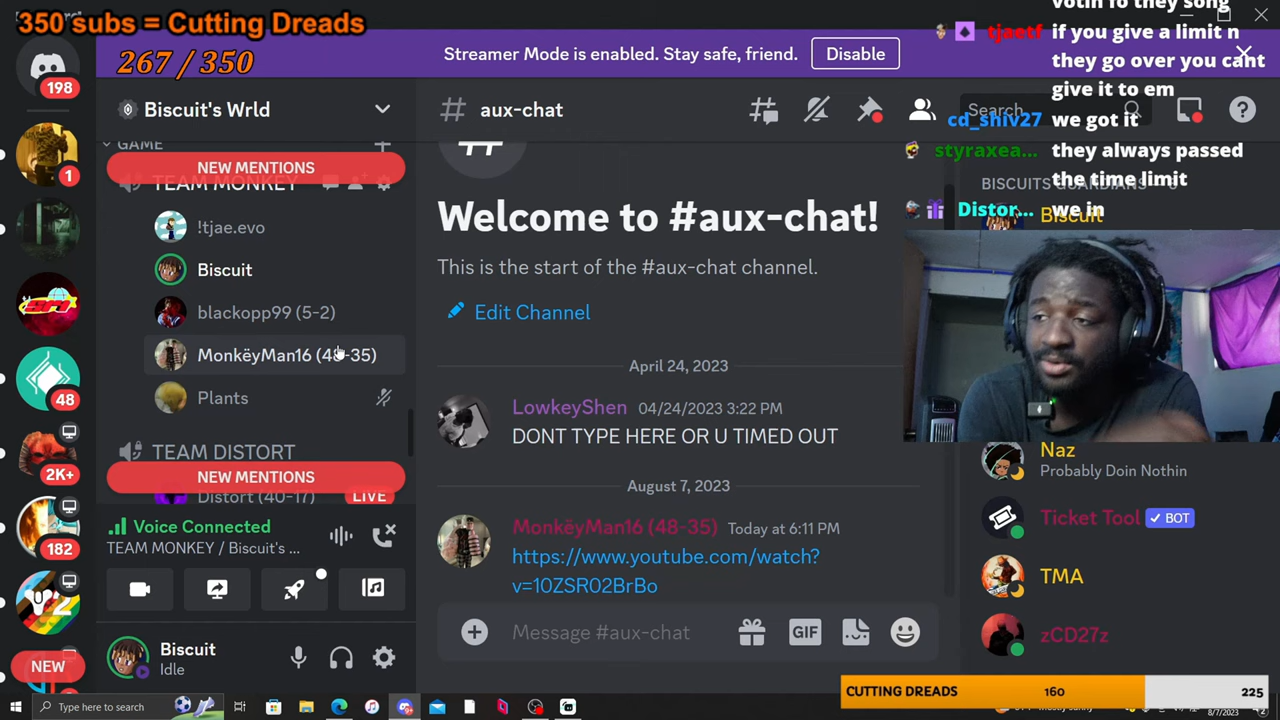 350 subs = Cutting Dreads
267 / 350
Streamer Mode is enabled. Stay safe, friend.
Disable
198
1
48
2K+
182
NEW
Biscuit's Wrld
GAME
NEW MENTIONS
TEAM MONKEY
!tjae.evo
Biscuit
blackopp99 (5-2)
MonkëyMan16 (48-35)
Plants
TEAM DISTORT
NEW MENTIONS
Distort (40-17)
LIVE
Voice Connected
TEAM MONKEY / Biscuit's ...
Biscuit
Idle
# aux-chat
Search
Welcome to #aux-chat!
This is the start of the #aux-chat channel.
Edit Channel
April 24, 2023
LowkeyShen 04/24/2023 3:22 PM
DONT TYPE HERE OR U TIMED OUT
August 7, 2023
MonkëyMan16 (48-35) Today at 6:11 PM
https://www.youtube.com/watch?
v=10ZSR02BrBo
Message #aux-chat
GIF
votin fo they song
tjaetf if you give a limit n
they go over you cant
give it to em
cd_shiv27 we got it
styraxea... they always passed
the time limit
Distor... we in
BISCUITS GUARDIANS
Biscuit
Naz
Probably Doin Nothin
Ticket Tool ✓ BOT
TMA
zCD27z
CUTTING DREADS 160 225
Type here to search
8/7/2023